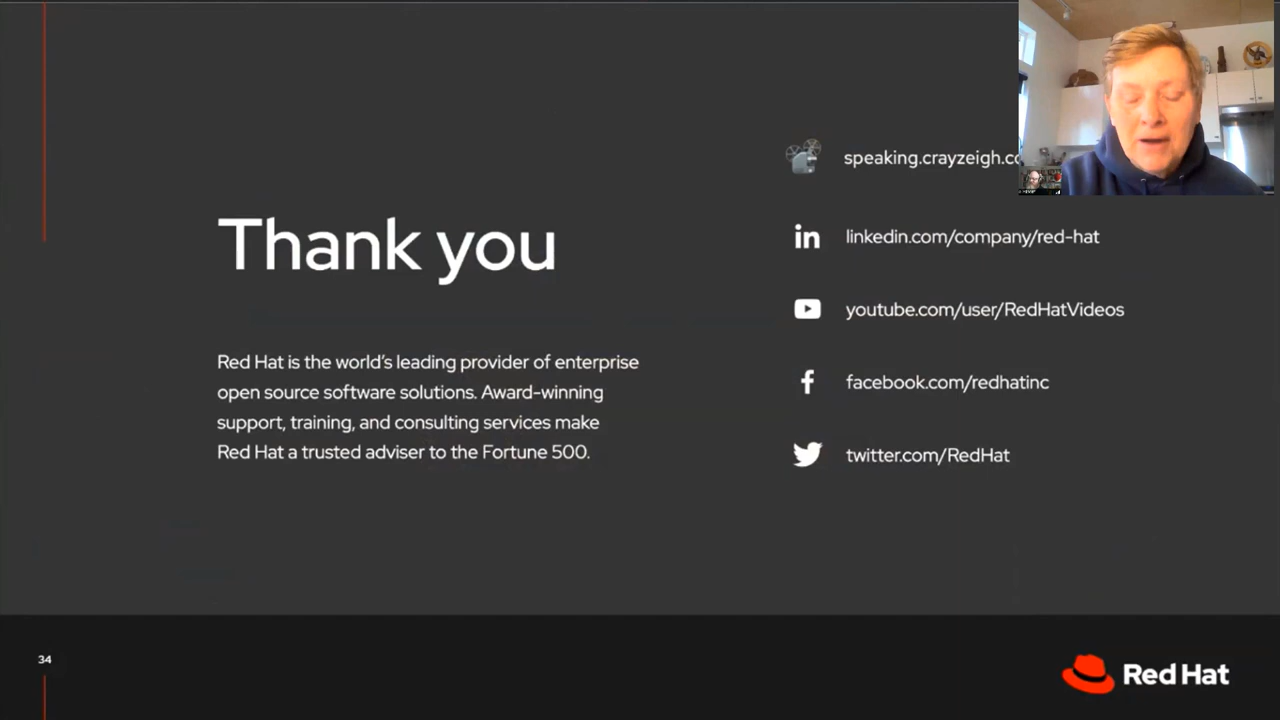 Thank you
Red Hat is the world's leading provider of enterprise
open source software solutions. Award-winning
support, training, and consulting services make
Red Hat a trusted adviser to the Fortune 500.
speaking.crayzeigh.co
linkedin.com/company/red-hat
youtube.com/user/RedHatVideos
facebook.com/redhatinc
twitter.com/RedHat
34
Red Hat